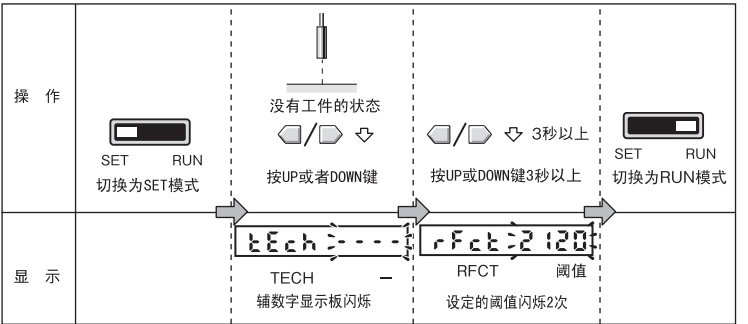 操 作
SET RUN
切换为SET模式
没有工件的状态
/
按UP或者DOWN键
/ 3秒以上
按UP或DOWN键3秒以上
SET RUN
切换为RUN模式
显 示
tEch ----
TECH —
辅数字显示板闪烁
rFct 2120
RFCT 阈值
设定的阈值闪烁2次